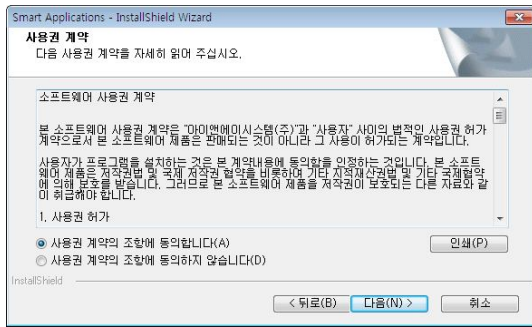 Smart Applications - InstallShield Wizard
사용권 계약
다음 사용권 계약을 자세히 읽어 주십시오.
소프트웨어 사용권 계약
본 소프트웨어 사용권 계약은 "아이앤에이시스템(주)"과 "사용자" 사이의 법적인 사용권 허가
계약으로서 본 소프트웨어 제품은 판매되는 것이 아니라 그 사용이 허가되는 계약입니다.
사용자가 프로그램을 설치하는 것은 본 계약내용에 동의함을 인정하는 것입니다. 본 소프트
웨어 제품은 저작권법 및 국제 저작권 협약을 비롯하여 기타 지적재산권법 및 기타 국제협약
에 의해 보호를 받습니다. 그러므로 본 소프트웨어 제품을 저작권이 보호되는 다른 자료와 같
이 취급해야 합니다.
1. 사용권 허가
사용권 계약의 조항에 동의합니다(A)
인쇄(P)
사용권 계약의 조항에 동의하지 않습니다(D)
InstallShield
< 뒤로(B)
다음(N) >
취소